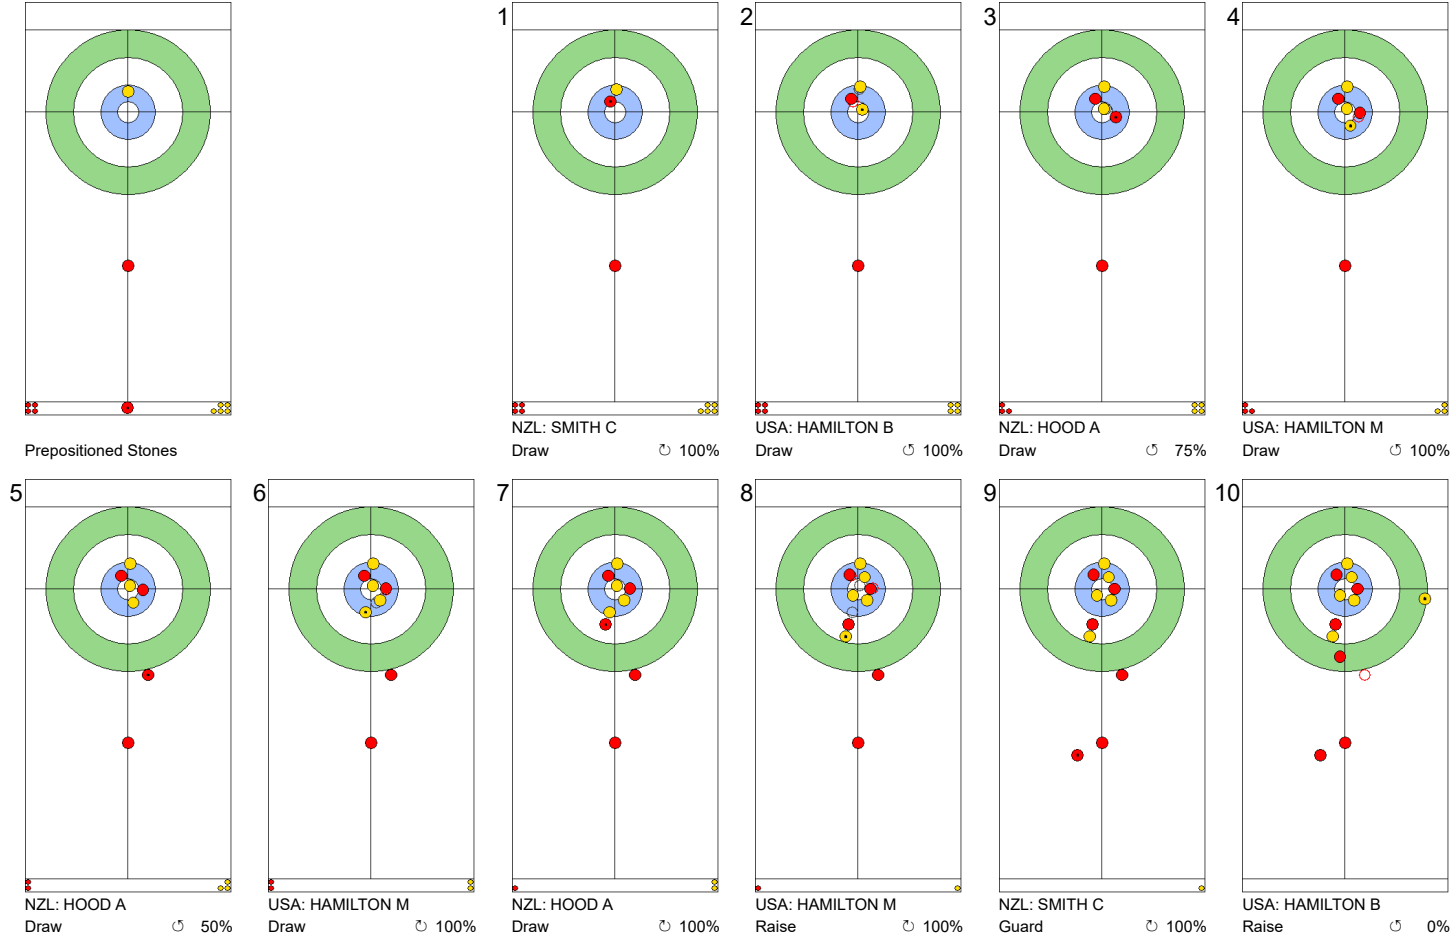 Prepositioned Stones
1
NZL: SMITH C
Draw ↻ 100%
2
USA: HAMILTON B
Draw ↺ 100%
3
NZL: HOOD A
Draw ↺ 75%
4
USA: HAMILTON M
Draw ↺ 100%
5
NZL: HOOD A
Draw ↺ 50%
6
USA: HAMILTON M
Draw ↻ 100%
7
NZL: HOOD A
Draw ↻ 100%
8
USA: HAMILTON M
Raise ↻ 100%
9
NZL: SMITH C
Guard ↻ 100%
10
USA: HAMILTON B
Raise ↺ 0%